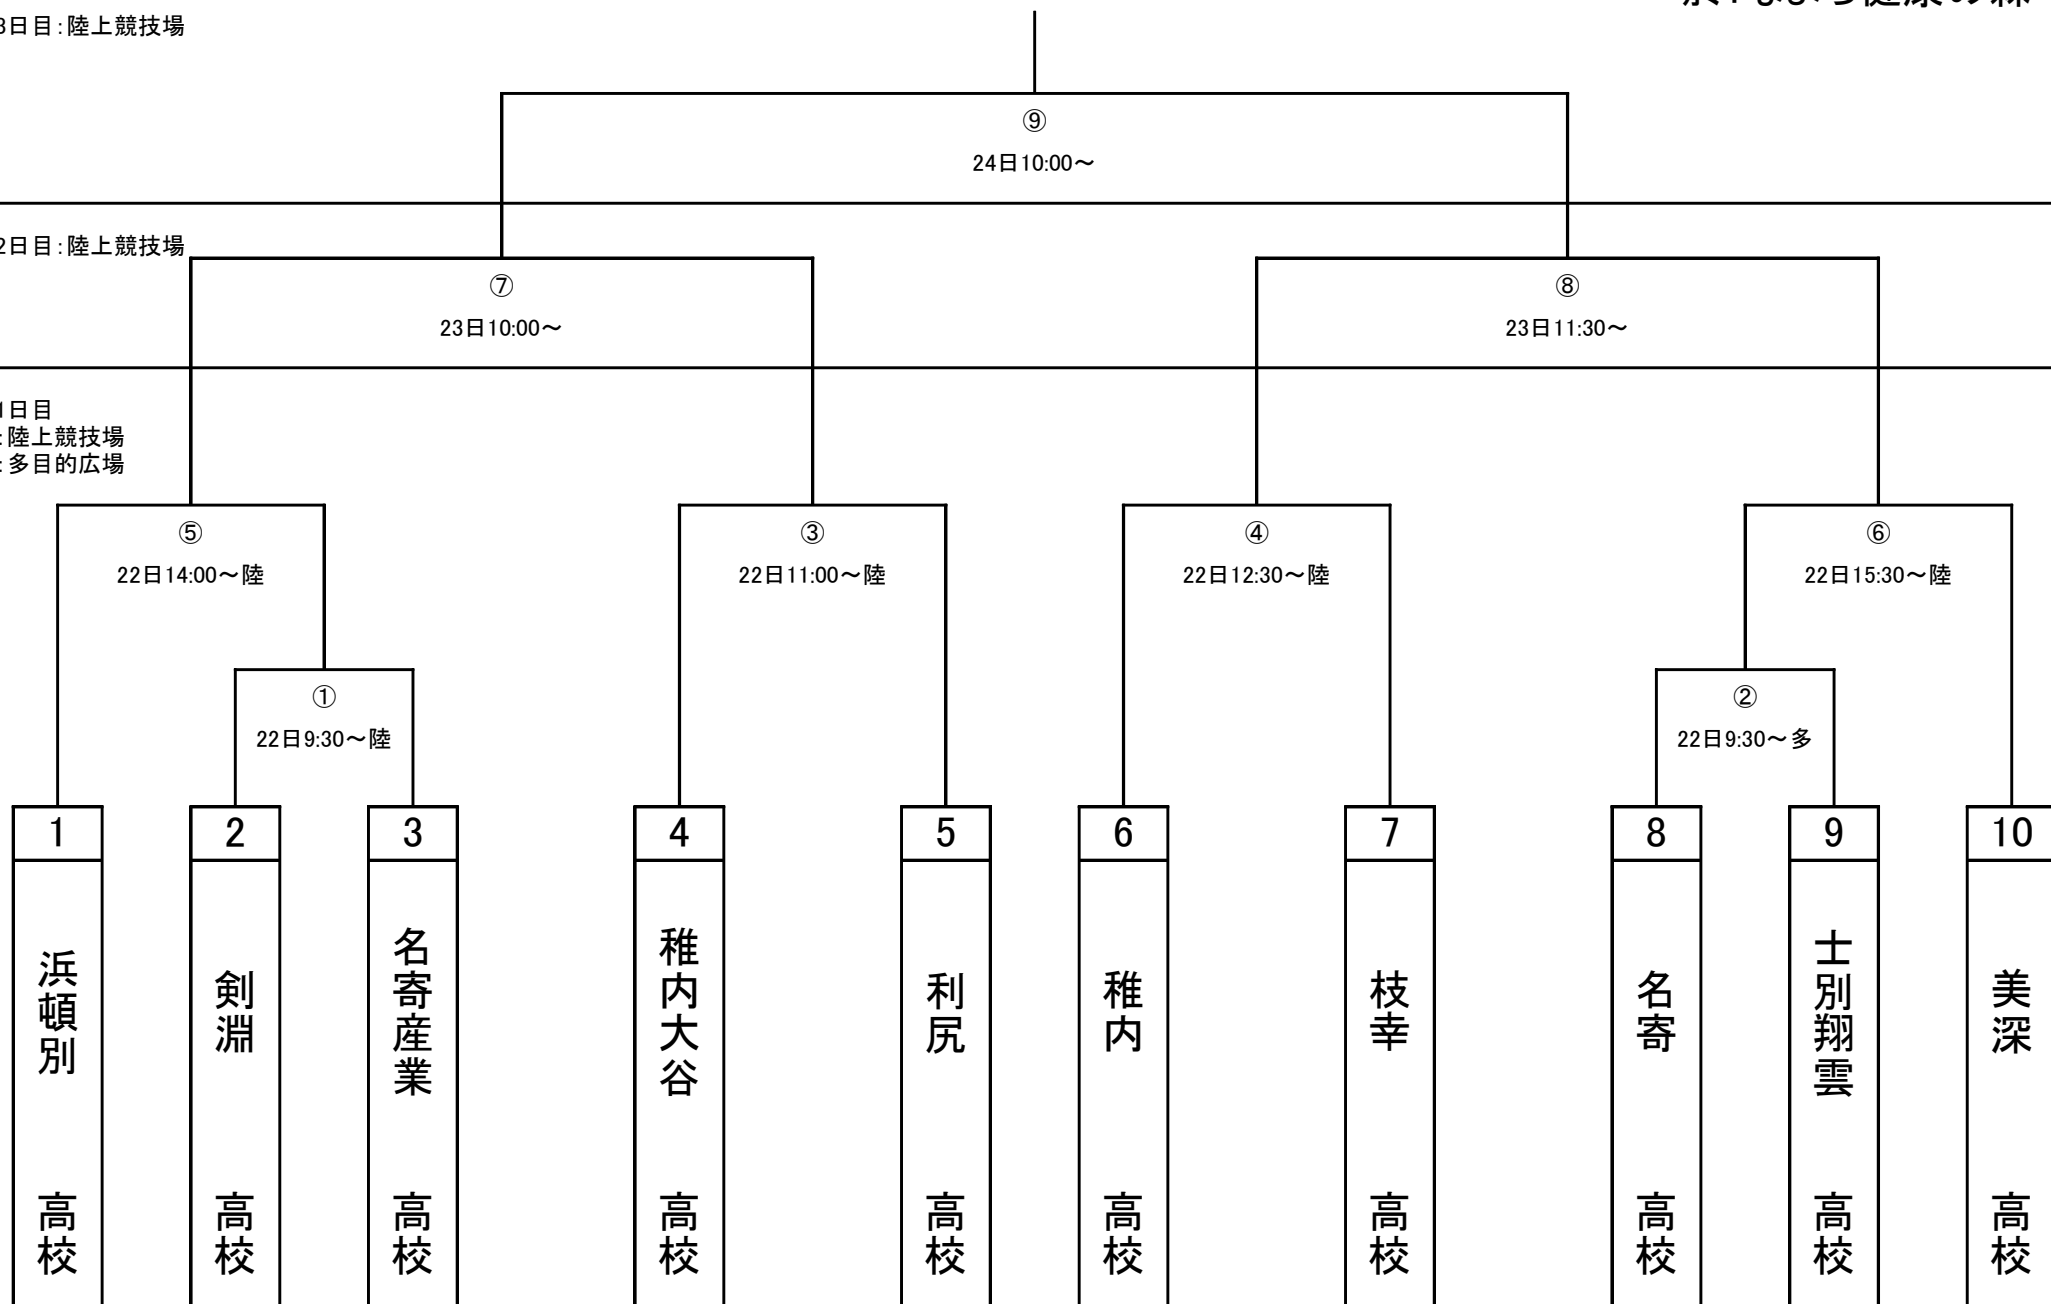 3日目：陸上競技場
⑨
24日10:00～
2日目：陸上競技場
⑦
23日10:00～
⑧
23日11:30～
1日目
：陸上競技場
：多目的広場
⑤
22日14:00～陸
③
22日11:00～陸
④
22日12:30～陸
⑥
22日15:30～陸
①
22日9:30～陸
②
22日9:30～多
1
2
3
4
5
6
7
8
9
10
浜頓別高校
剣淵高校
名寄産業高校
稚内大谷高校
利尻高校
稚内高校
枝幸高校
名寄高校
士別翔雲高校
美深高校